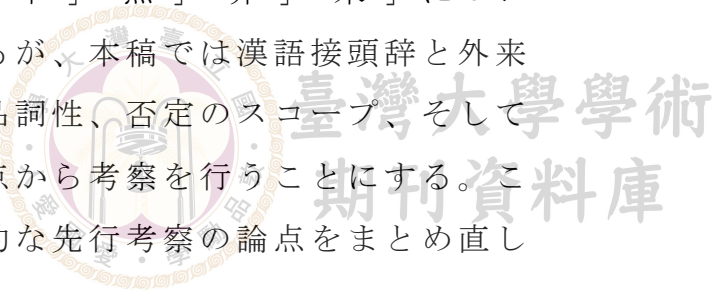 が、本稿では漢語接頭辞と外来
品詞性、否定のスコープ、そして
点から考察を行うことにする。こ
的な先行考察の論点をまとめ直し
臺灣大學學術
期刊資料庫